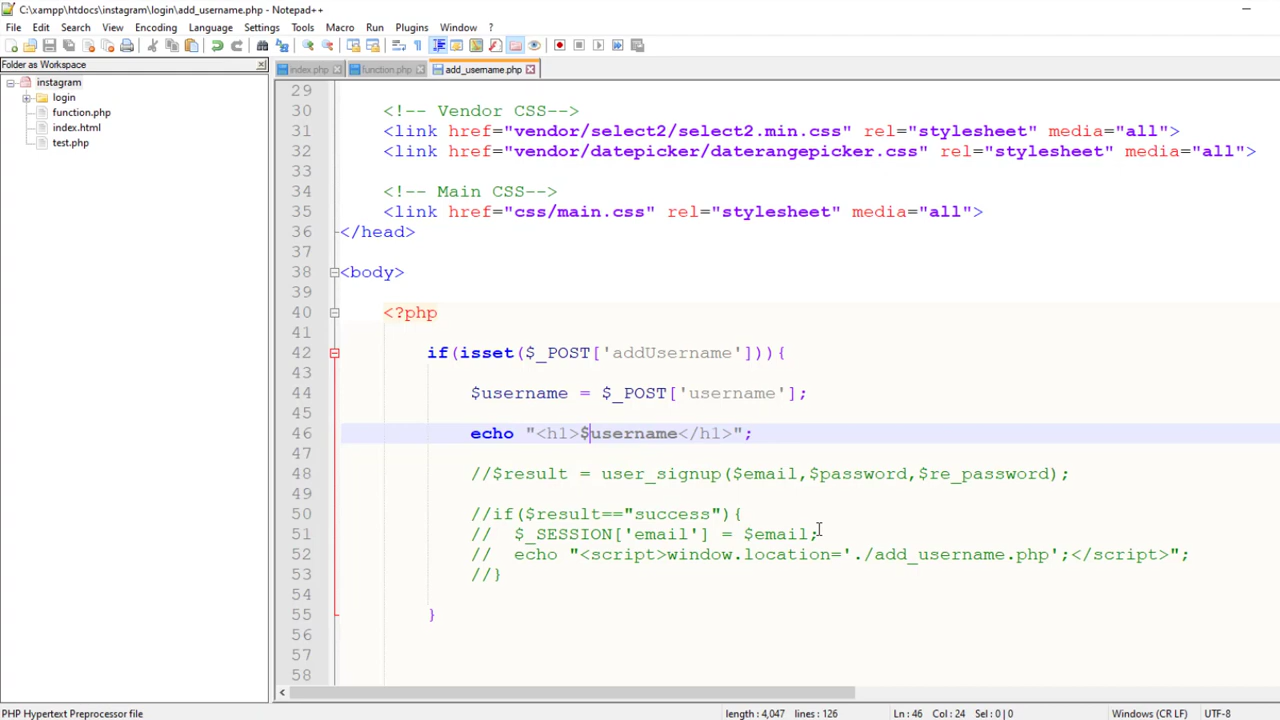 C:\xampp\htdocs\instagram\login\add_username.php - Notepad++
File Edit Search View Encoding Language Settings Tools Macro Run Plugins Window ?
Folder as Workspace
index.php function.php add_username.php
instagram
login
function.php
index.html
test.php
29
30 <!-- Vendor CSS-->
31 <link href="vendor/select2/select2.min.css" rel="stylesheet" media="all">
32 <link href="vendor/datepicker/daterangepicker.css" rel="stylesheet" media="all">
33
34 <!-- Main CSS-->
35 <link href="css/main.css" rel="stylesheet" media="all">
36 </head>
37
38 <body>
39
40 <?php
41
42 if(isset($_POST['addUsername'])){
43
44 $username = $_POST['username'];
45
46 echo "<h1>$username</h1>";
47
48 //$result = user_signup($email,$password,$re_password);
49
50 //if($result=="success"){
51 // $_SESSION['email'] = $email;
52 // echo "<script>window.location='./add_username.php';</script>";
53 //}
54
55 }
56
57
58
PHP Hypertext Preprocessor file length : 4,047 lines : 126 Ln : 46 Col : 24 Sel : 0 | 0 Windows (CR LF) UTF-8